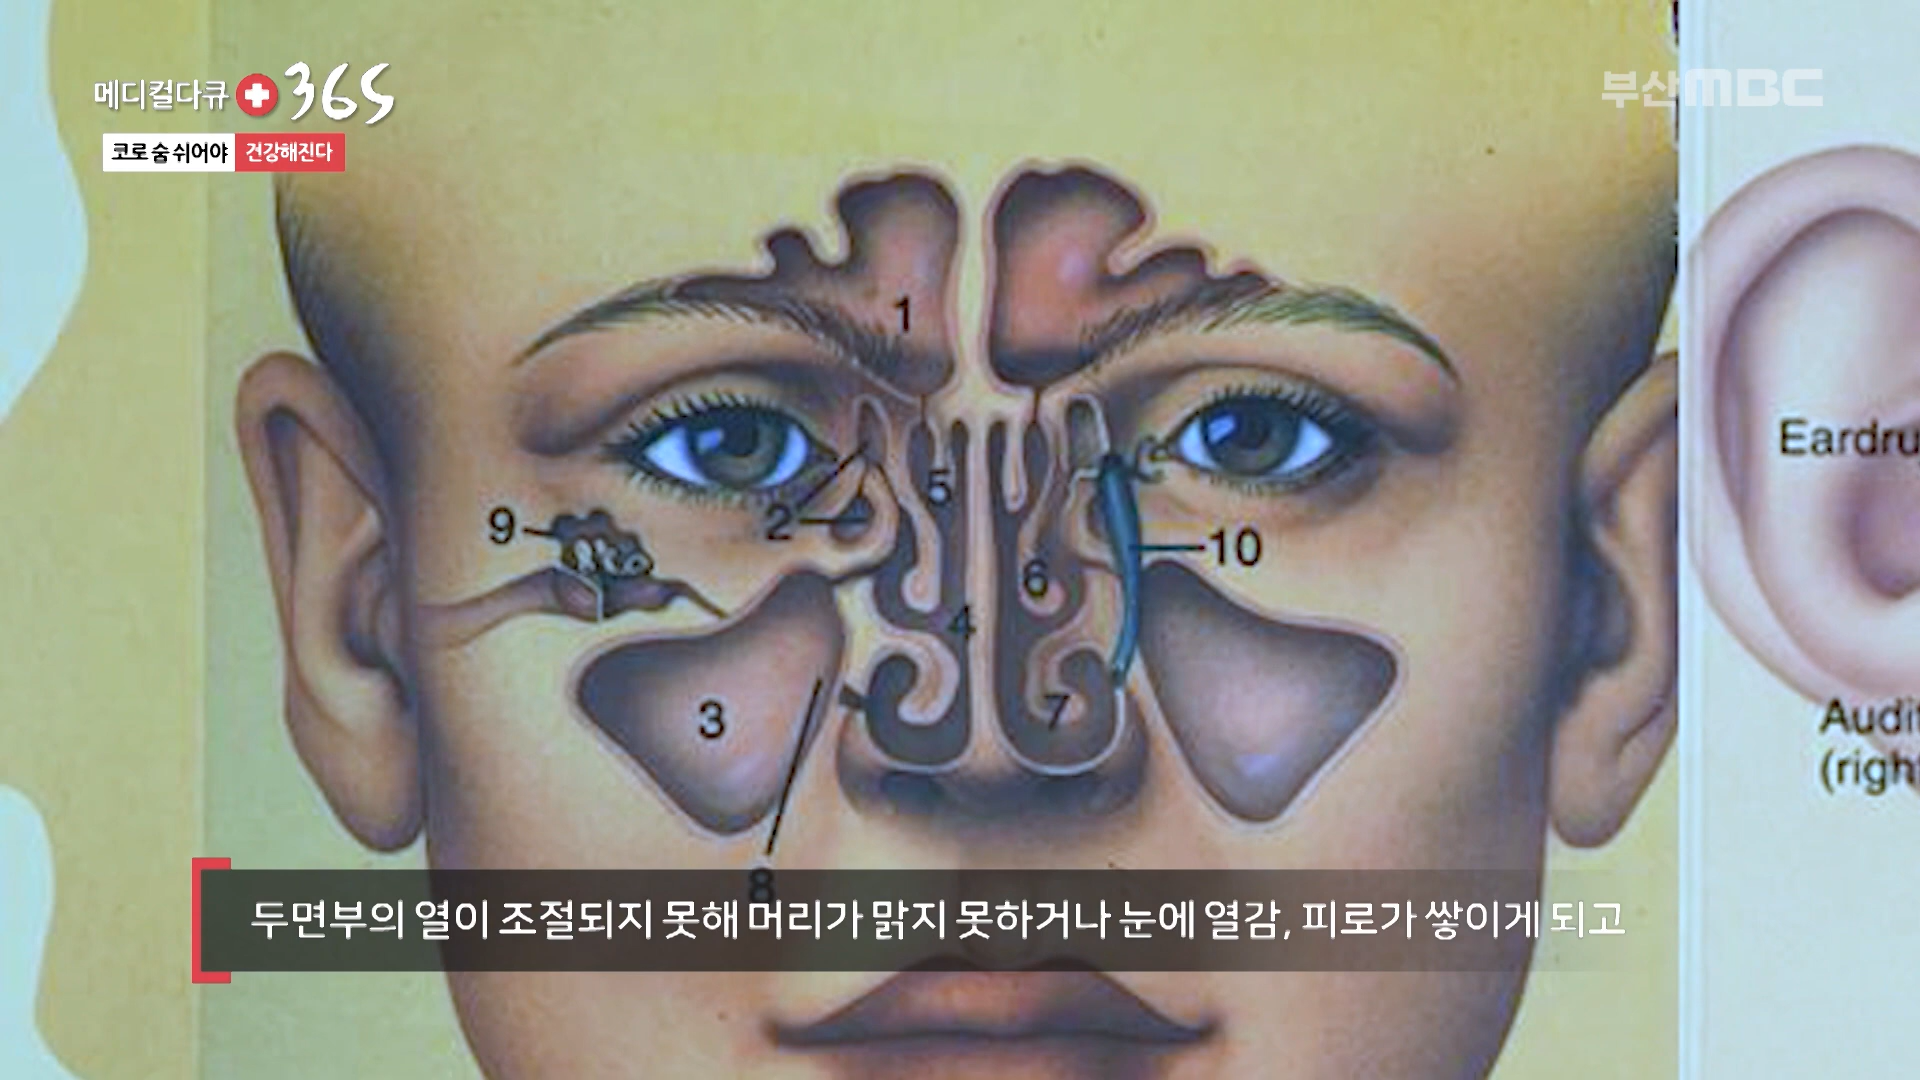 메디컬다큐 365
부산MBC
코로 숨 쉬어야 건강해진다
1
5
2
9
10
6
4
3
7
8
Eardru
Audit
(right
두면부의 열이 조절되지 못해 머리가 맑지 못하거나 눈에 열감, 피로가 쌓이게 되고